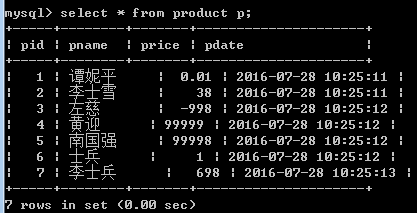 mysql> select * from product p;
+-----+--------+-------+---------------------+
| pid | pname | price | pdate |
+-----+--------+-------+---------------------+
| 1 | 谭妮平 | 0.01 | 2016-07-28 10:25:11 |
| 2 | 李士雪 | 38 | 2016-07-28 10:25:11 |
| 3 | 左慈 | -998 | 2016-07-28 10:25:12 |
| 4 | 黄迎 | 99999 | 2016-07-28 10:25:12 |
| 5 | 南国强 | 99998 | 2016-07-28 10:25:12 |
| 6 | 士兵 | 1 | 2016-07-28 10:25:12 |
| 7 | 李士兵 | 698 | 2016-07-28 10:25:13 |
+-----+--------+-------+---------------------+
7 rows in set (0.00 sec)